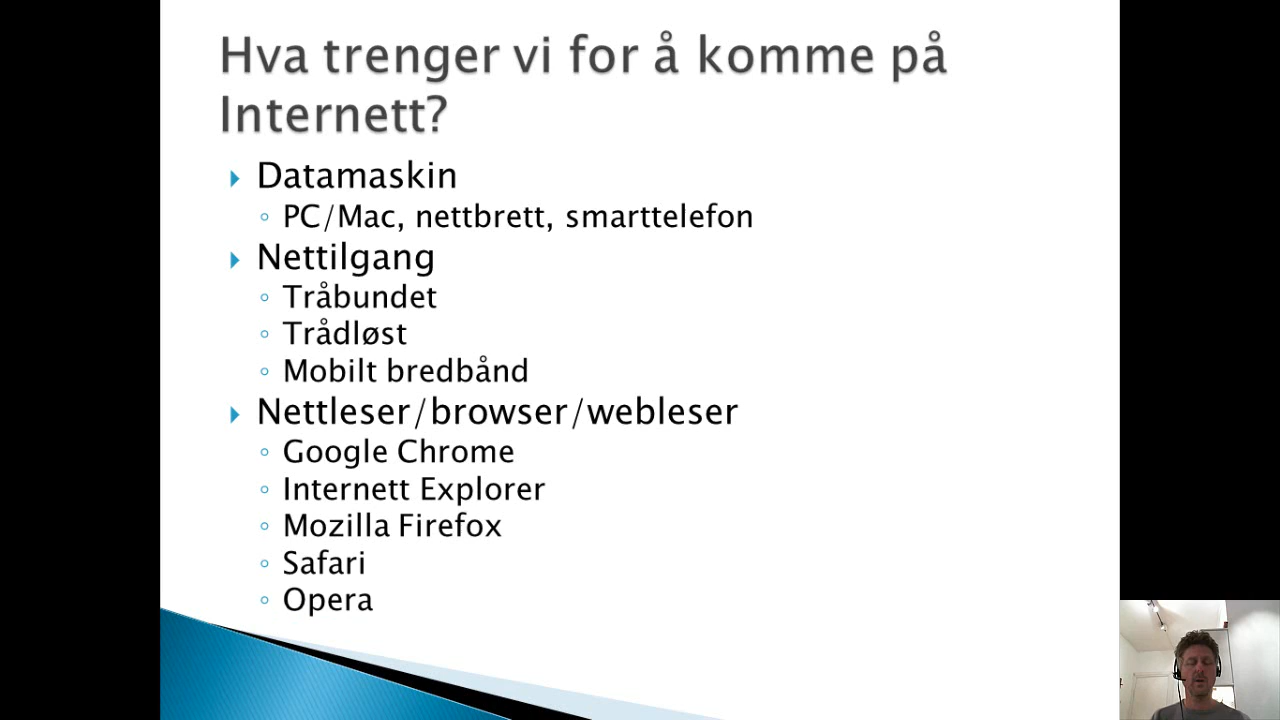 Hva trenger vi for å komme på
Internett?
Datamaskin
PC/Mac, nettbrett, smarttelefon
Nettilgang
Tråbundet
Trådløst
Mobilt bredbånd
Nettleser/browser/webleser
Google Chrome
Internett Explorer
Mozilla Firefox
Safari
Opera